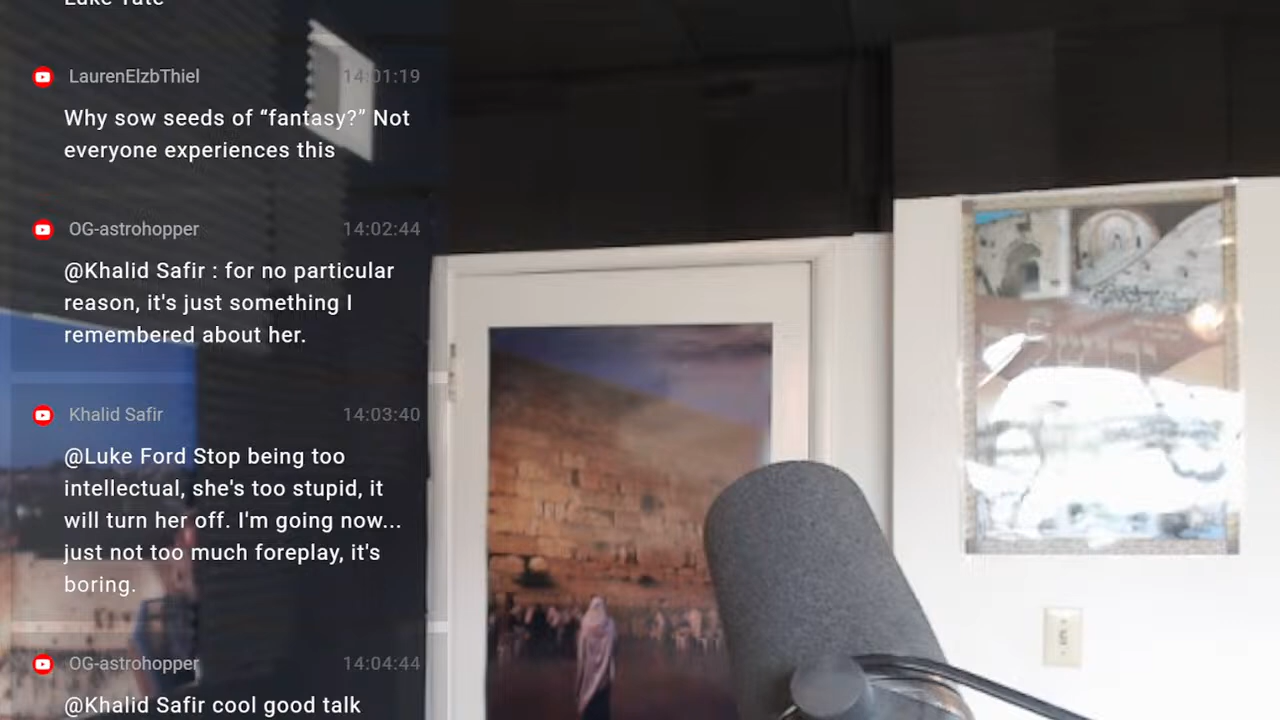 LaurenElzbThiel 14:01:19
Why sow seeds of “fantasy?” Not
everyone experiences this
OG-astrohopper 14:02:44
@Khalid Safir : for no particular
reason, it's just something I
remembered about her.
Khalid Safir 14:03:40
@Luke Ford Stop being too
intellectual, she's too stupid, it
will turn her off. I'm going now...
just not too much foreplay, it's
boring.
OG-astrohopper 14:04:44
@Khalid Safir cool good talk